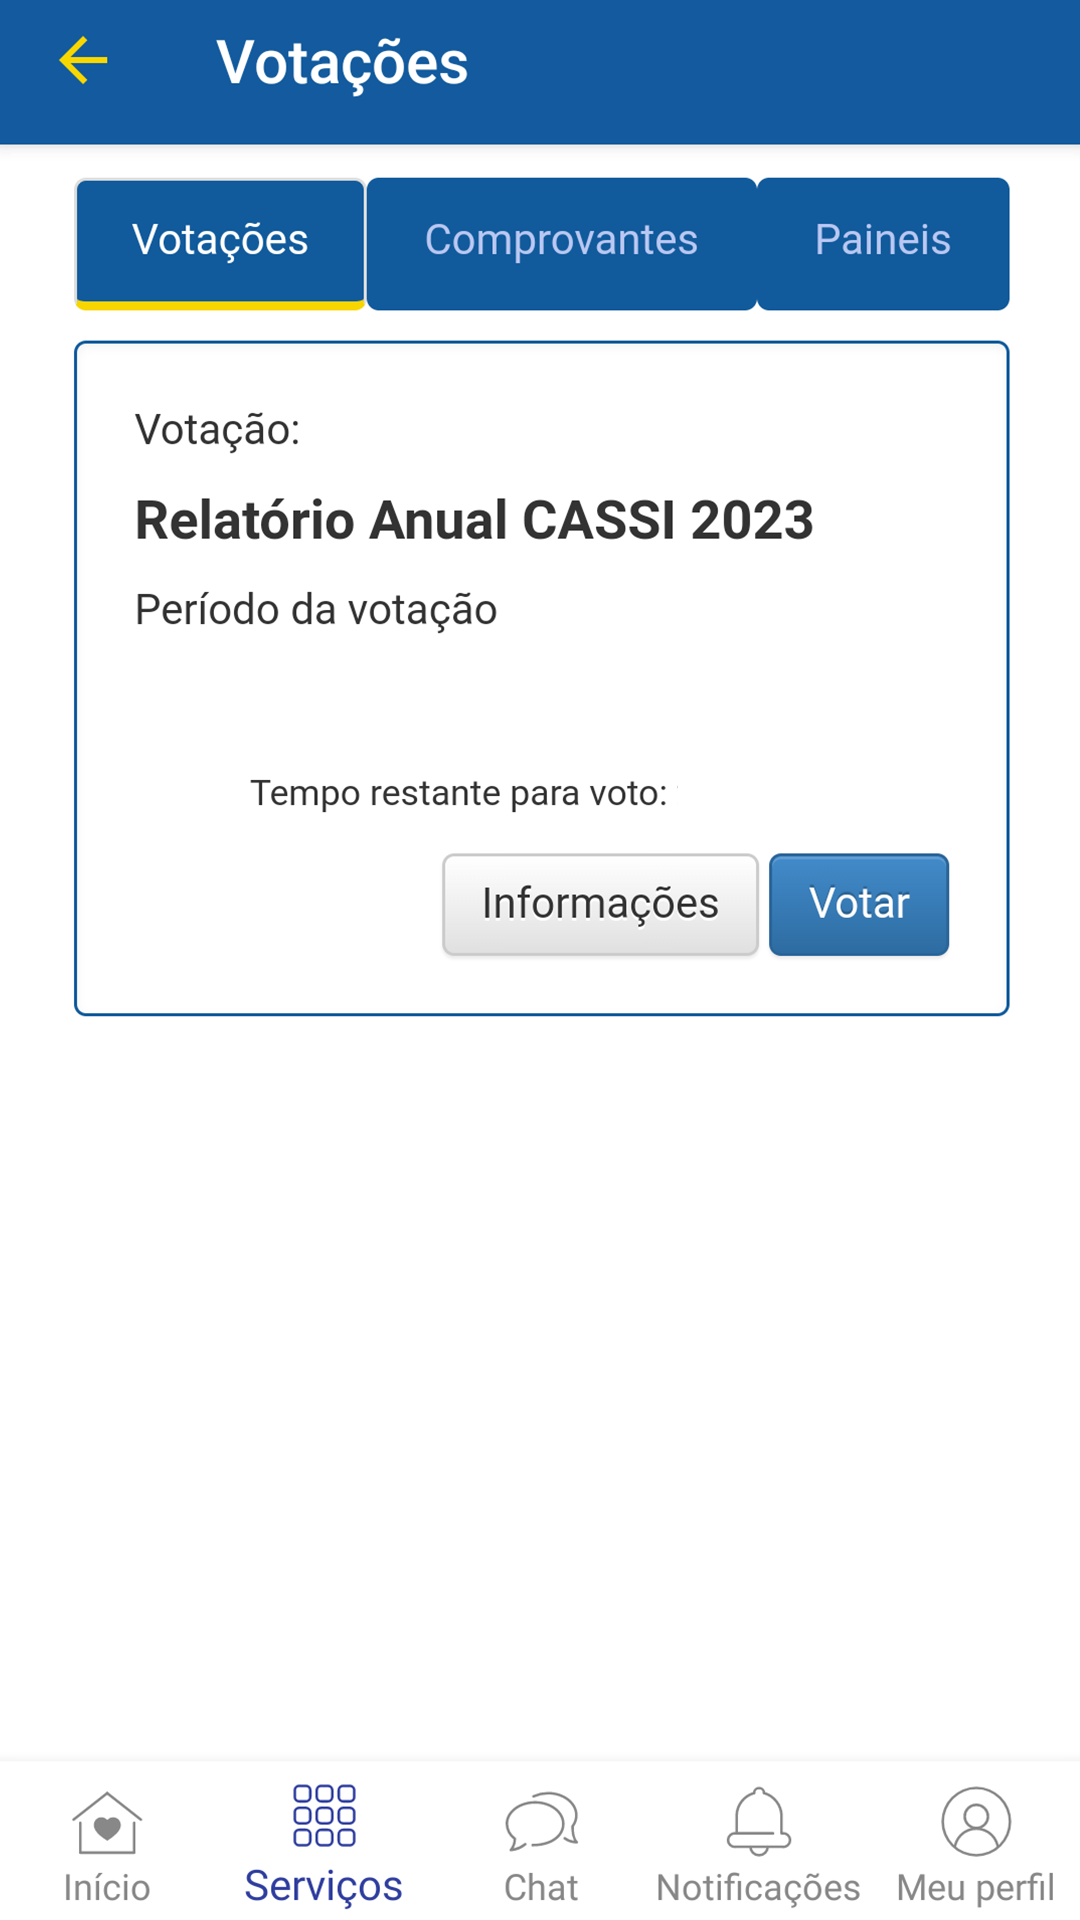 Votações
Votações Comprovantes Paineis
Votação:
Relatório Anual CASSI 2023
Período da votação
Tempo restante para voto:
Informações Votar
Início Serviços Chat Notificações Meu perfil